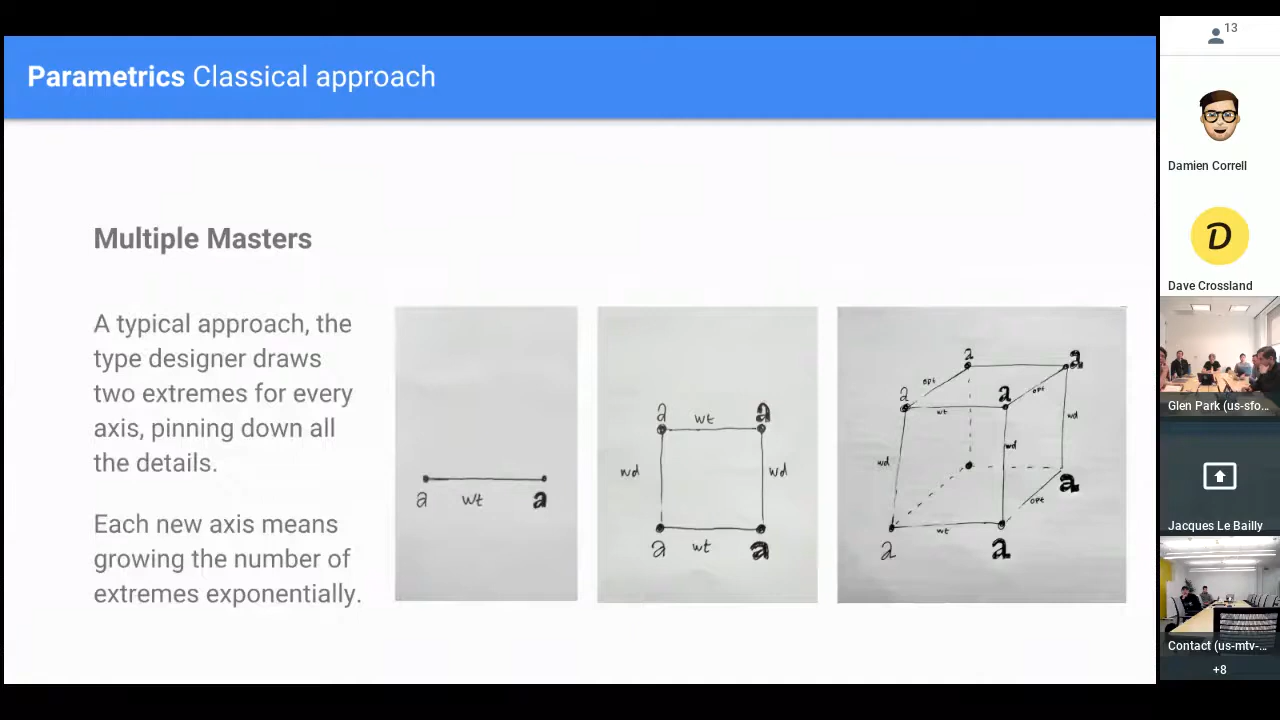 Parametrics Classical approach
Multiple Masters
A typical approach, the
type designer draws
two extremes for every
axis, pinning down all
the details.
Each new axis means
growing the number of
extremes exponentially.
a wt a
a wt a
wd wd
a wt a
a a
opt opt
a wt a
wd wd wd
a
opt
wt
a a
13
Damien Correll
D
Dave Crossland
Glen Park (us-sfo...
Jacques Le Bailly
Contact (us-mtv-...
+8